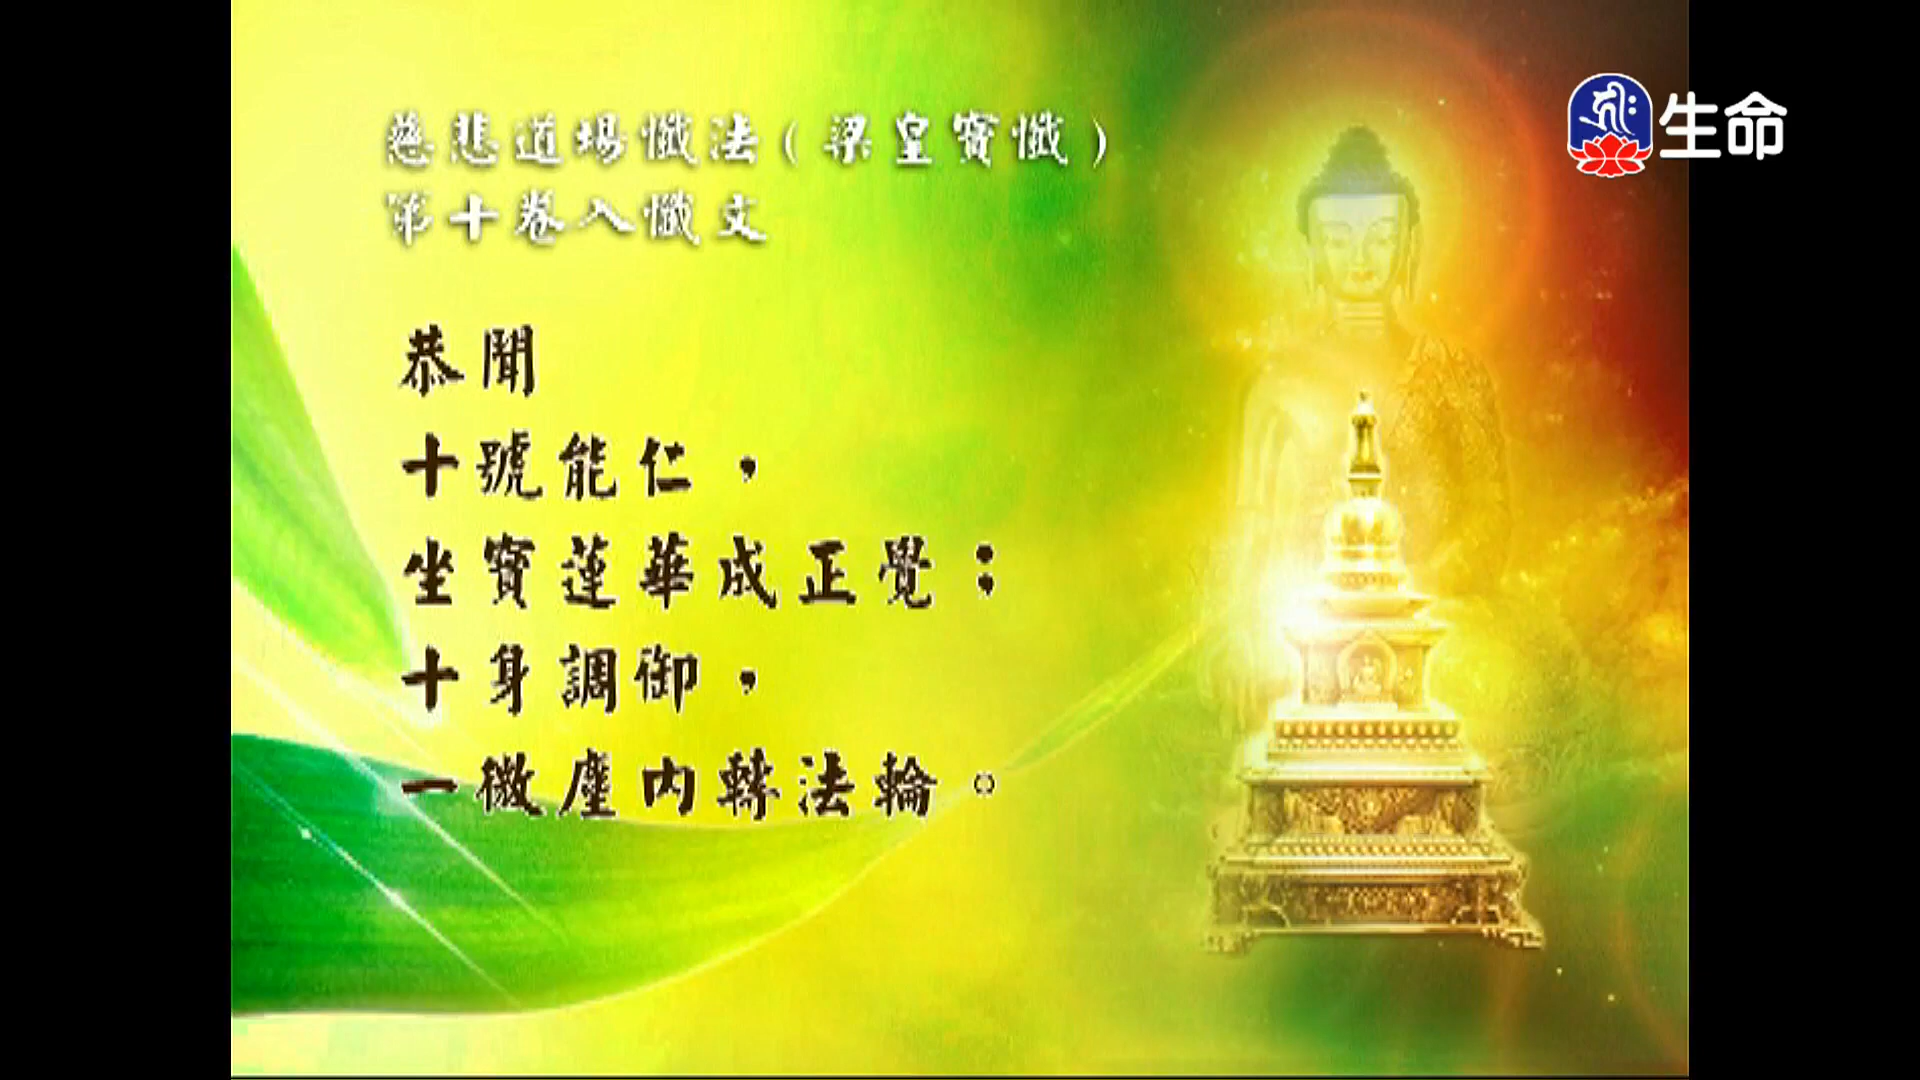 慈悲道場懺法(梁皇寶懺)
第十卷入懺文
生命
恭聞
十號能仁，
坐寶蓮華成正覺；
十身調御，
一微塵內轉法輪。